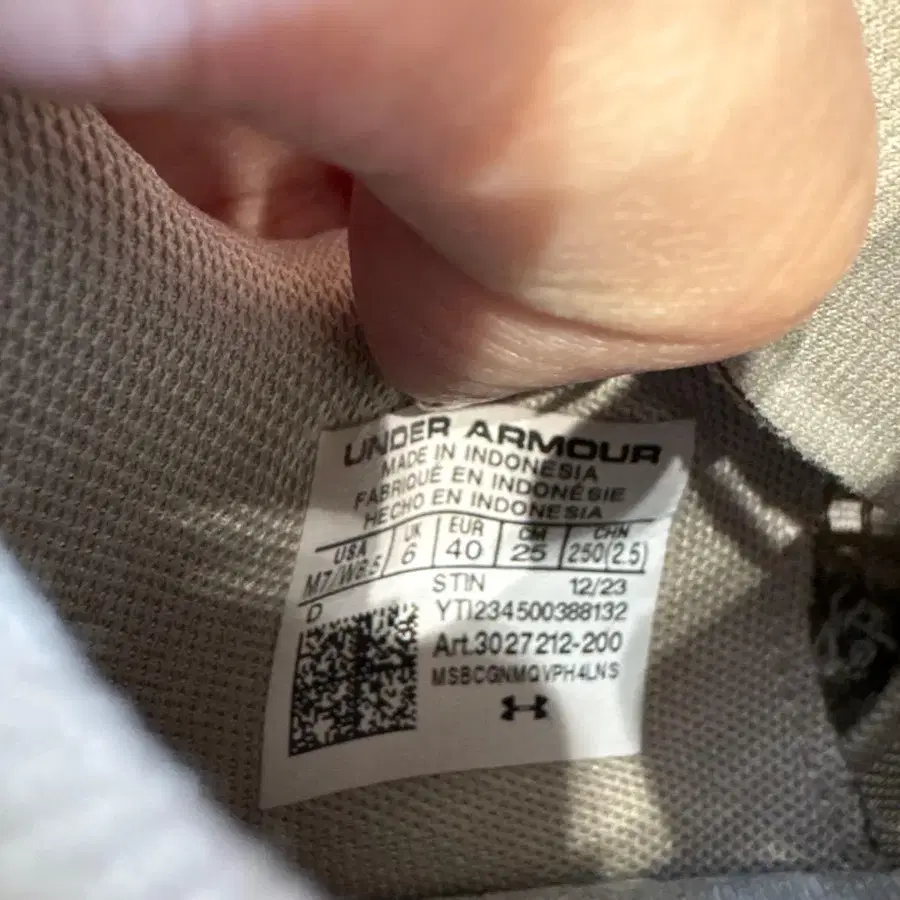 UNDER ARMOUR
MADE IN INDONESIA
FABRIQUÉ EN INDONÉSIE
HECHO EN INDONESIA
USA UK EUR CM CHN
M7/W8.5 6 40 25 250(2.5)
STIN 12/23
D YTI234500388132
Art.3027212-200
MSBCGNMQVPH4LNS